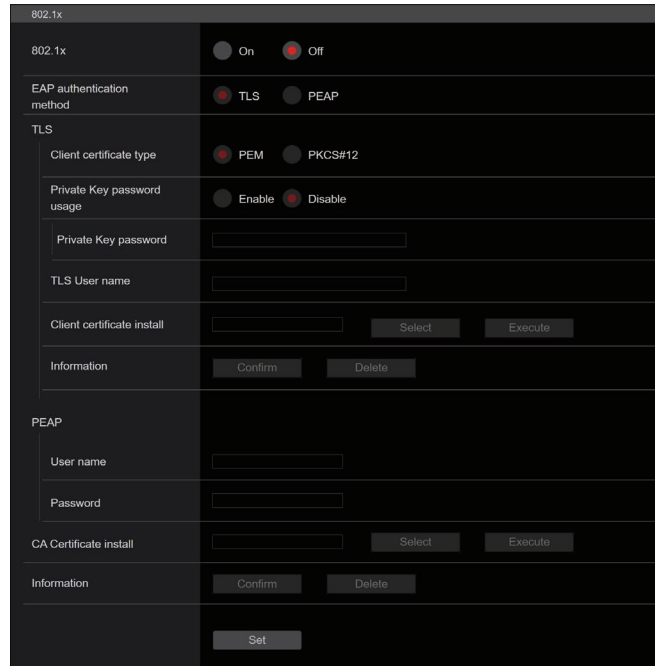 802.1x
802.1x On Off
EAP authentication
method TLS PEAP
TLS
Client certificate type PEM PKCS#12
Private Key password
usage Enable Disable
Private Key password
TLS User name
Client certificate install Select Execute
Information Confirm Delete
PEAP
User name
Password
CA Certificate install Select Execute
Information Confirm Delete
Set